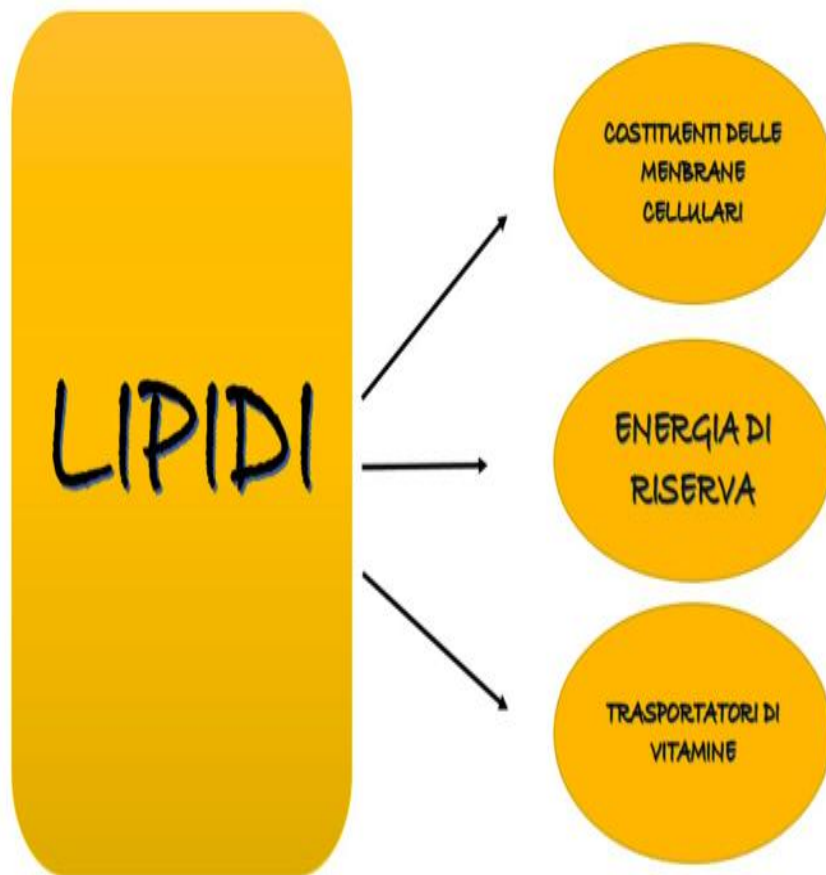 LIPIDI
COSTITUENTI DELLE
MENBRANE
CELLULARI
ENERGIA DI
RISERVA
TRASPORTATORI DI
VITAMINE